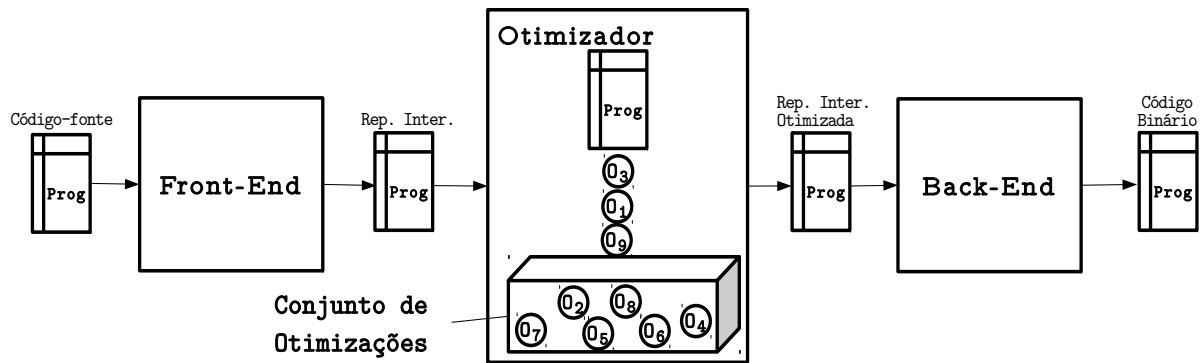 Otimizador
Prog
Código-fonte
Prog
Front-End
Rep. Inter.
Prog
O₃
O₁
O₉
O₂
O₈
O₄
O₇
O₅
O₆
Conjunto de
Otimizações
Rep. Inter.
Otimizada
Prog
Back-End
Código
Binário
Prog